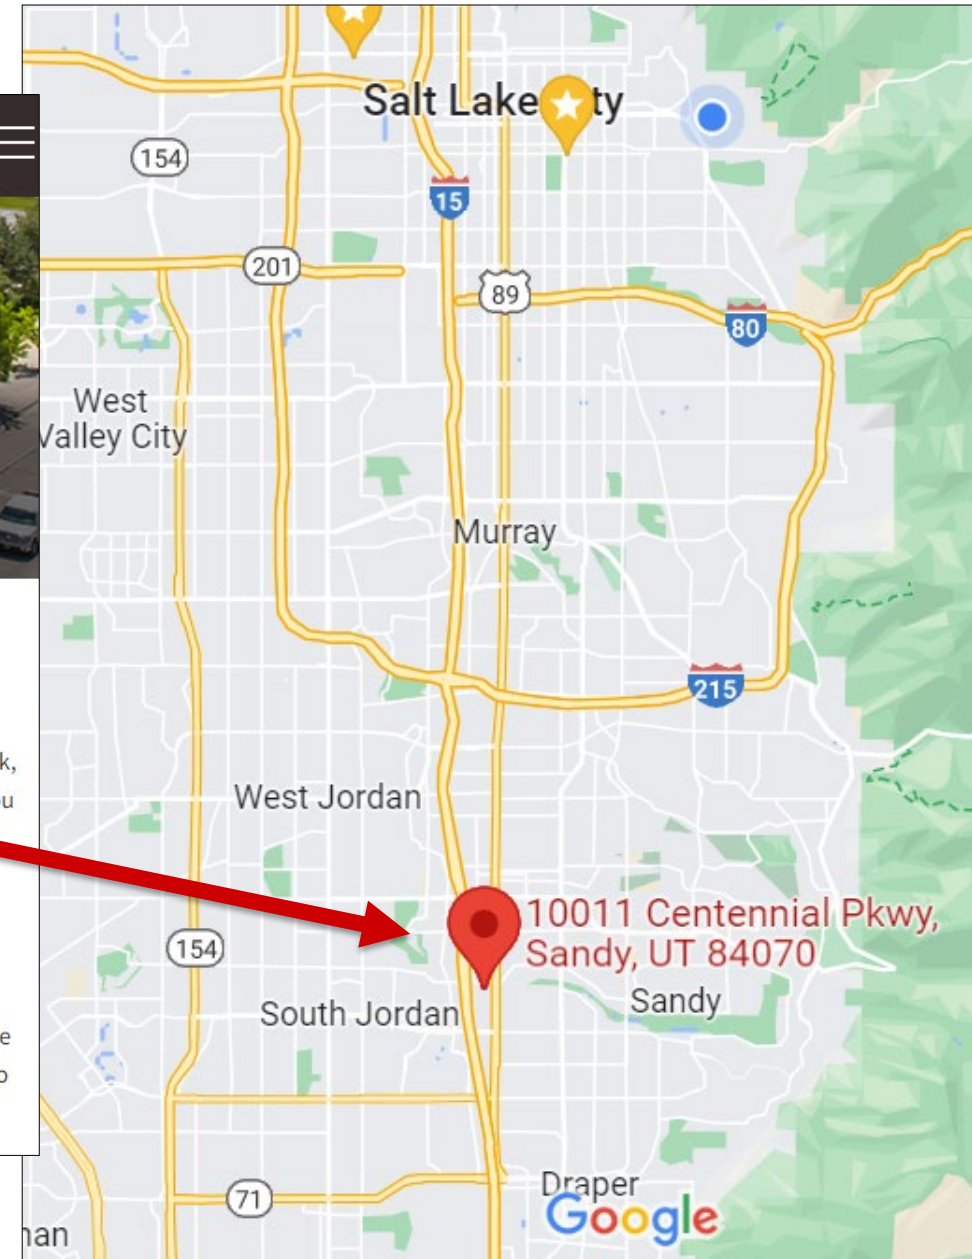 Salt Lake ty
154
15
201
89
80
West
Valley City
Murray
215
k,
West Jordan
10011 Centennial Pkwy,
Sandy, UT 84070
154
Sandy
South Jordan
e
71
Draper
Google